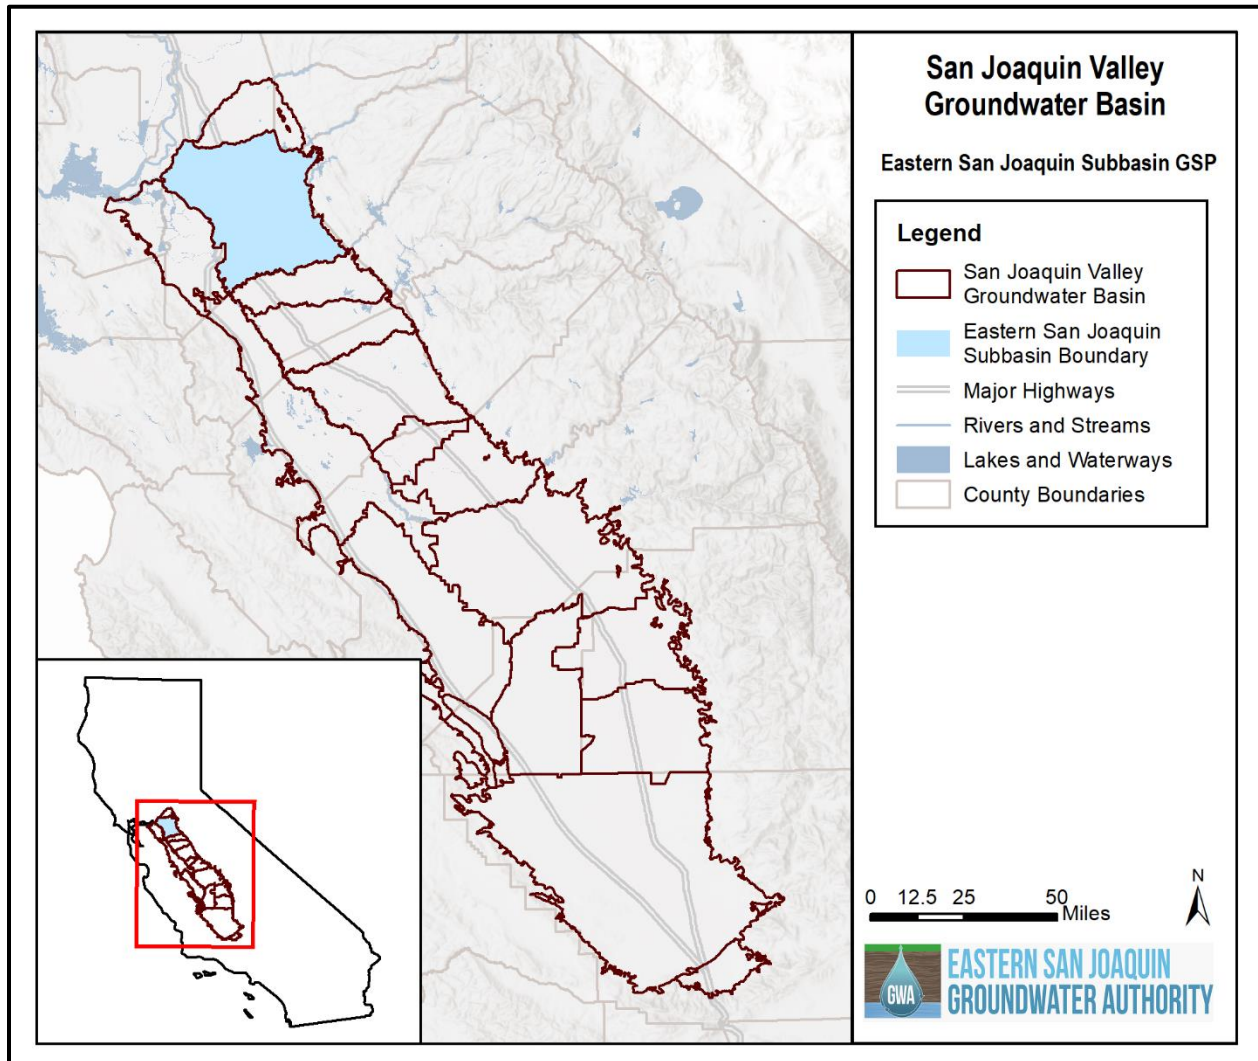 San Joaquin Valley
Groundwater Basin
Eastern San Joaquin Subbasin GSP
Legend
San Joaquin Valley
Groundwater Basin
Eastern San Joaquin
Subbasin Boundary
Major Highways
Rivers and Streams
Lakes and Waterways
County Boundaries
N
0 12.5 25 50
Miles
GWA
EASTERN SAN JOAQUIN
GROUNDWATER AUTHORITY